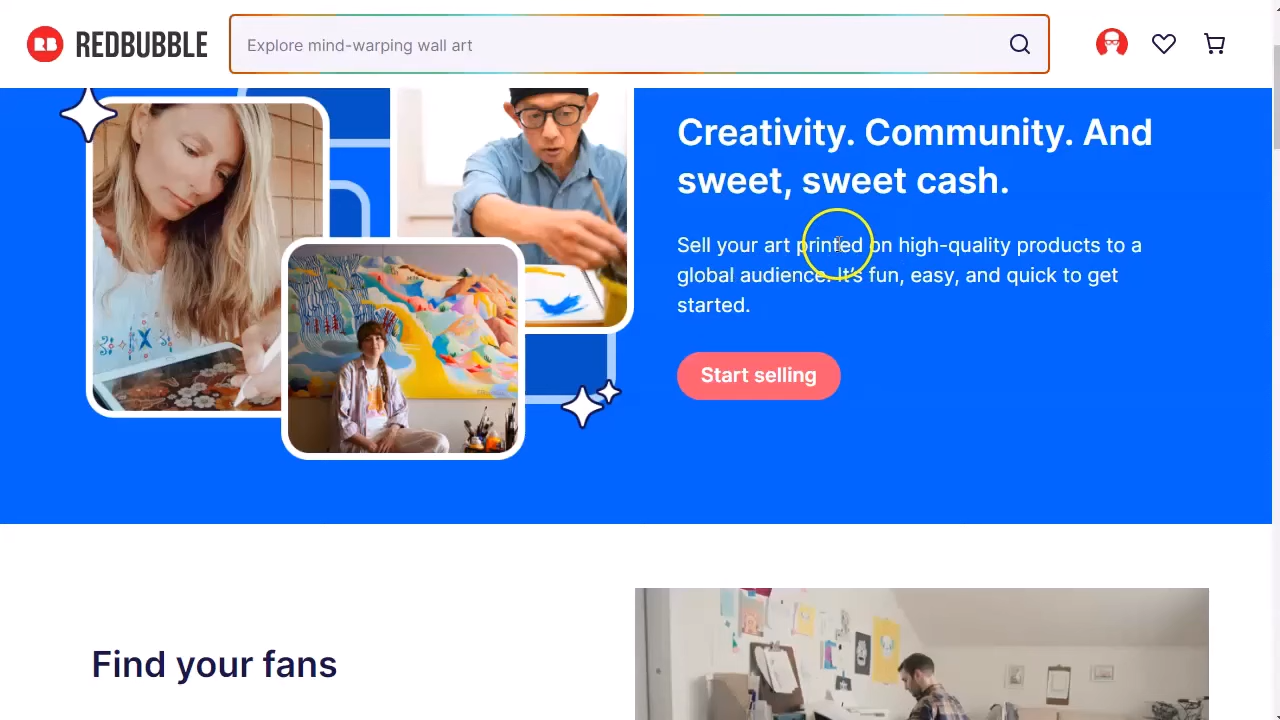 RB REDBUBBLE
Explore mind-warping wall art
Creativity. Community. And
sweet, sweet cash.
Sell your art printed on high-quality products to a
global audience. It's fun, easy, and quick to get
started.
Start selling
Find your fans